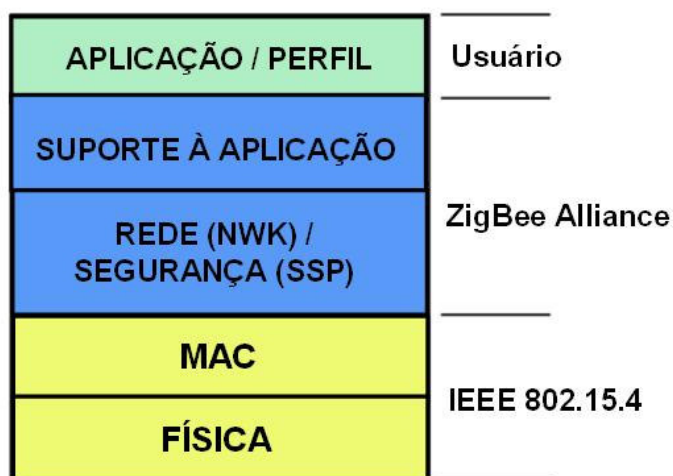 APLICAÇÃO / PERFIL
Usuário
SUPORTE À APLICAÇÃO
REDE (NWK) /
SEGURANÇA (SSP)
ZigBee Alliance
MAC
FÍSICA
IEEE 802.15.4